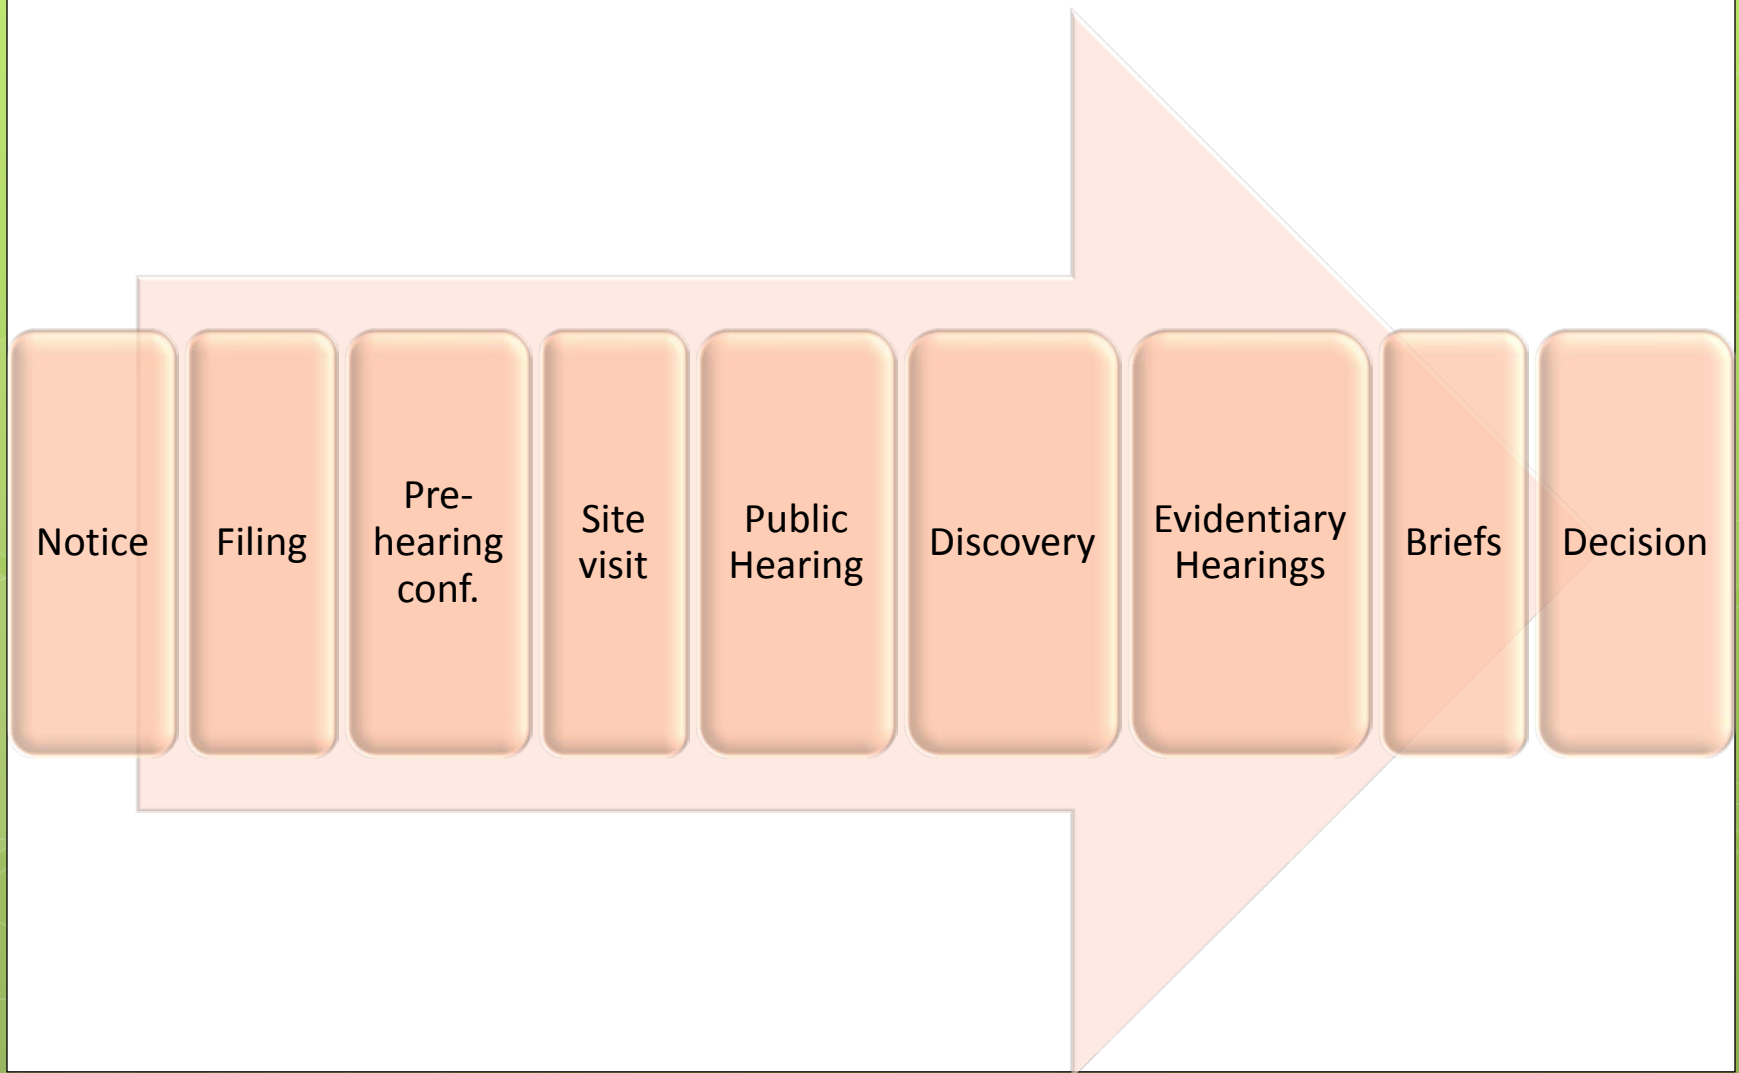 Notice
Filing
Pre-
hearing
conf.
Site
visit
Public
Hearing
Discovery
Evidentiary
Hearings
Briefs
Decision